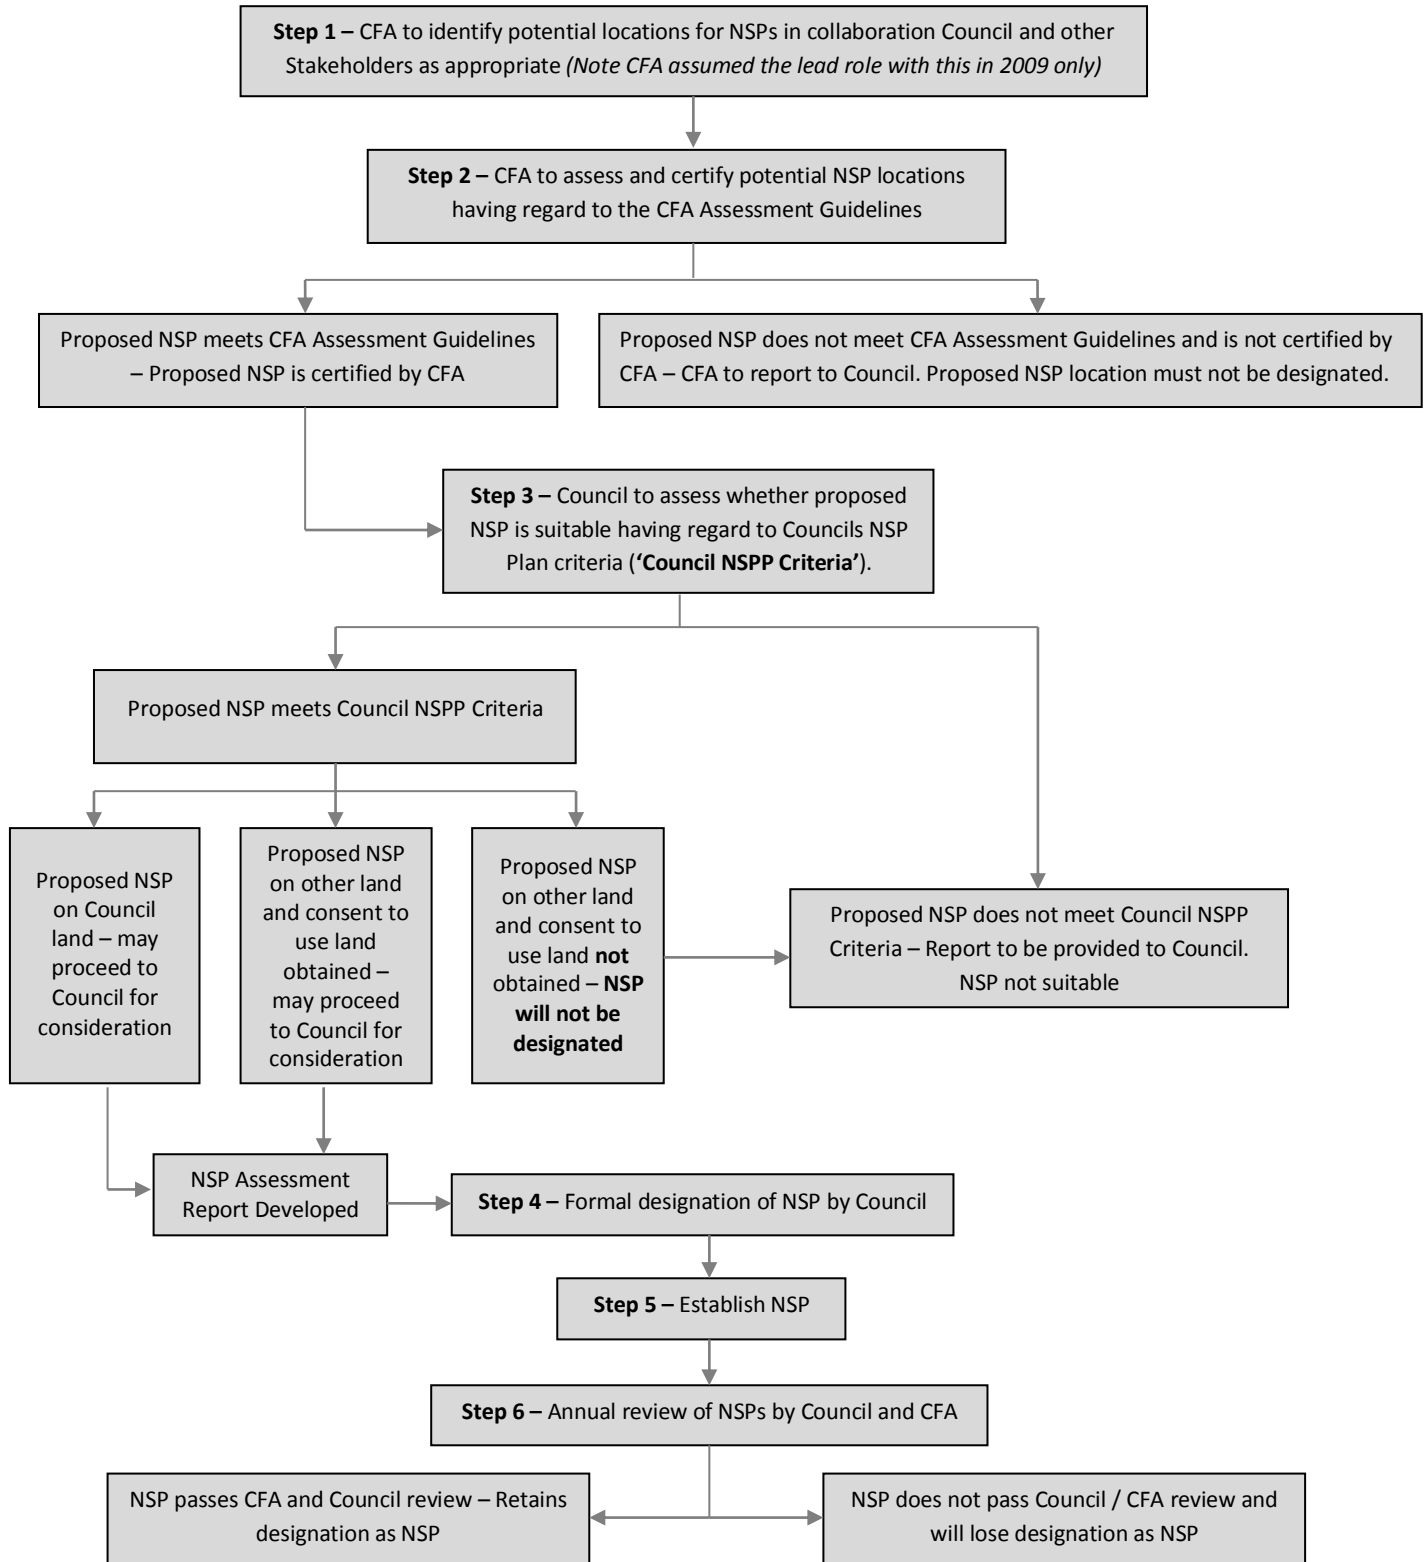 Step 1 – CFA to identify potential locations for NSPs in collaboration Council and other
Stakeholders as appropriate (Note CFA assumed the lead role with this in 2009 only)
Step 2 – CFA to assess and certify potential NSP locations
having regard to the CFA Assessment Guidelines
Proposed NSP meets CFA Assessment Guidelines
– Proposed NSP is certified by CFA
Proposed NSP does not meet CFA Assessment Guidelines and is not certified by
CFA – CFA to report to Council. Proposed NSP location must not be designated.
Step 3 – Council to assess whether proposed
NSP is suitable having regard to Councils NSP
Plan criteria (‘Council NSPP Criteria’).
Proposed NSP meets Council NSPP Criteria
Proposed NSP
on Council
land – may
proceed to
Council for
consideration
Proposed NSP
on other land
and consent to
use land
obtained –
may proceed
to Council for
consideration
Proposed NSP
on other land
and consent to
use land not
obtained – NSP
will not be
designated
Proposed NSP does not meet Council NSPP
Criteria – Report to be provided to Council.
NSP not suitable
NSP Assessment
Report Developed
Step 4 – Formal designation of NSP by Council
Step 5 – Establish NSP
Step 6 – Annual review of NSPs by Council and CFA
NSP passes CFA and Council review – Retains
designation as NSP
NSP does not pass Council / CFA review and
will lose designation as NSP